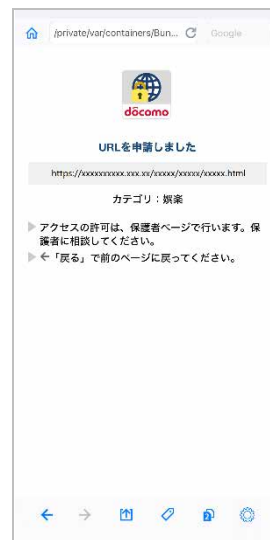 /private/var/containers/Bun... Google
döcomo
URLを申請しました
https://xxxxxxxxxx.xxx.xx/xxxxx/xxxxx/xxxxx.html
カテゴリ：娯楽
アクセスの許可は、保護者ページで行います。保
護者に相談してください。
←「戻る」で前のページに戻ってください。
2